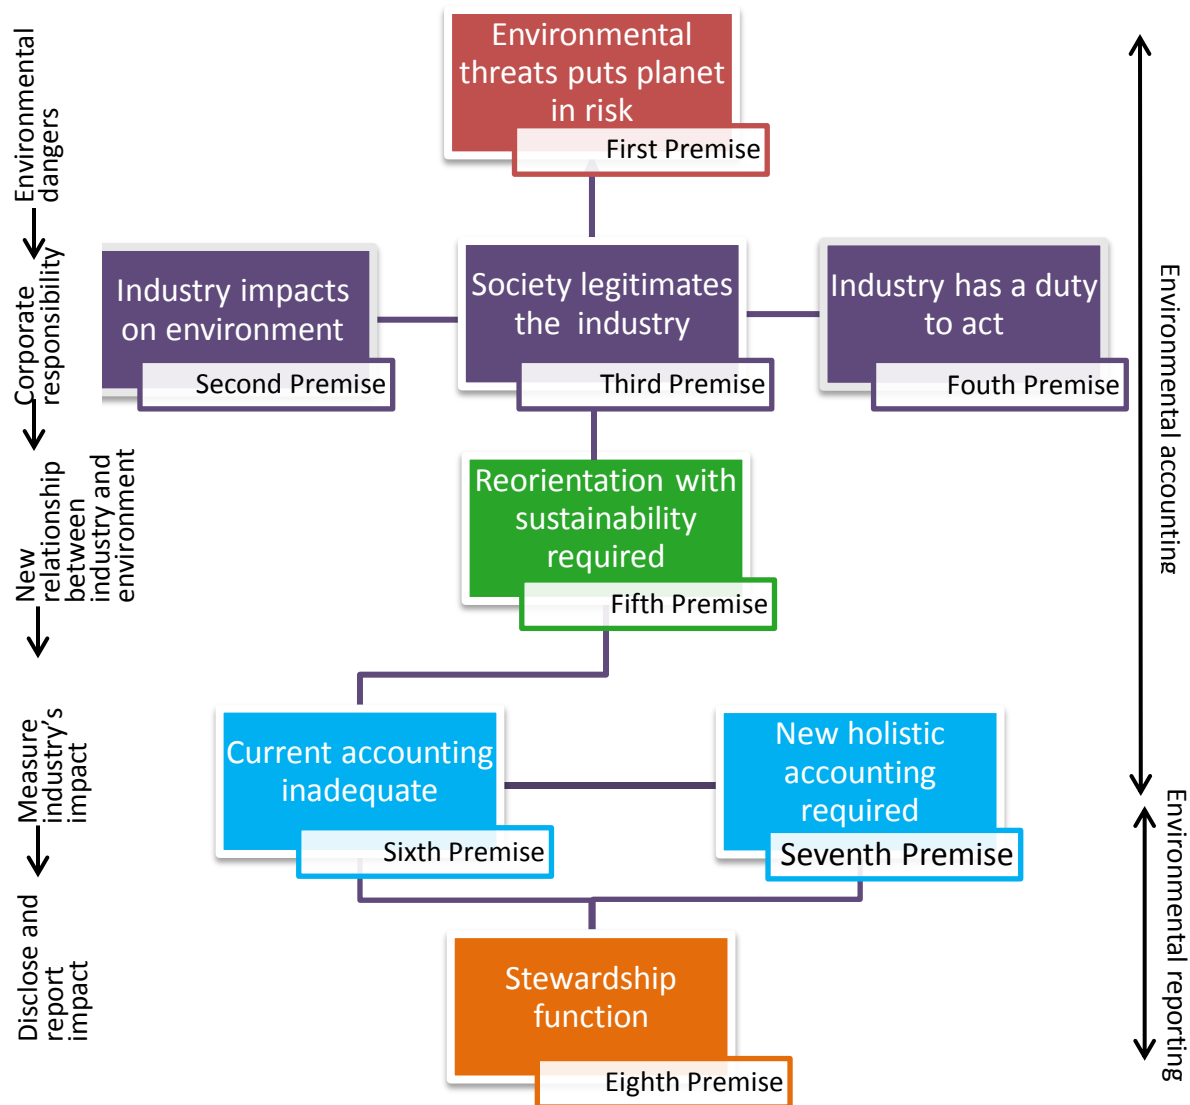 Environmental
threats puts planet
in risk
First Premise
Industry impacts
on environment
Second Premise
Society legitimates
the  industry
Third Premise
Industry has a duty
to act
Fouth Premise
Reorientation with
sustainability
required
Fifth Premise
Current accounting
inadequate
Sixth Premise
New holistic
accounting
required
Seventh Premise
Stewardship
function
Eighth Premise
Environmental
dangers
Corporate
responsibility
New
relationship
between
industry and
environment
Measure
industry’s
impact
Disclose and
report
impact
Environmental accounting
Environmental reporting